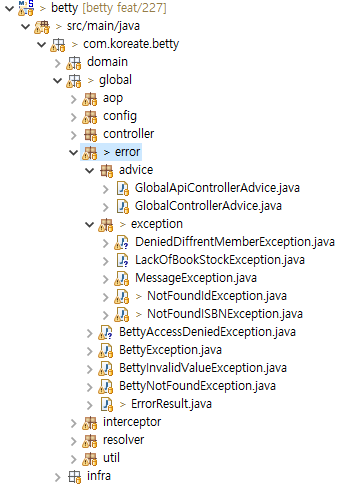 > betty [betty feat/227]
> src/main/java
> com.koreate.betty
domain
> global
aop
config
controller
> error
advice
GlobalApiControllerAdvice.java
GlobalControllerAdvice.java
> exception
DeniedDiffrentMemberException.java
LackOfBookStockException.java
MessageException.java
> NotFoundIdException.java
> NotFoundISBNException.java
BettyAccessDeniedException.java
BettyException.java
BettyInvalidValueException.java
BettyNotFoundException.java
> ErrorResult.java
interceptor
resolver
util
infra